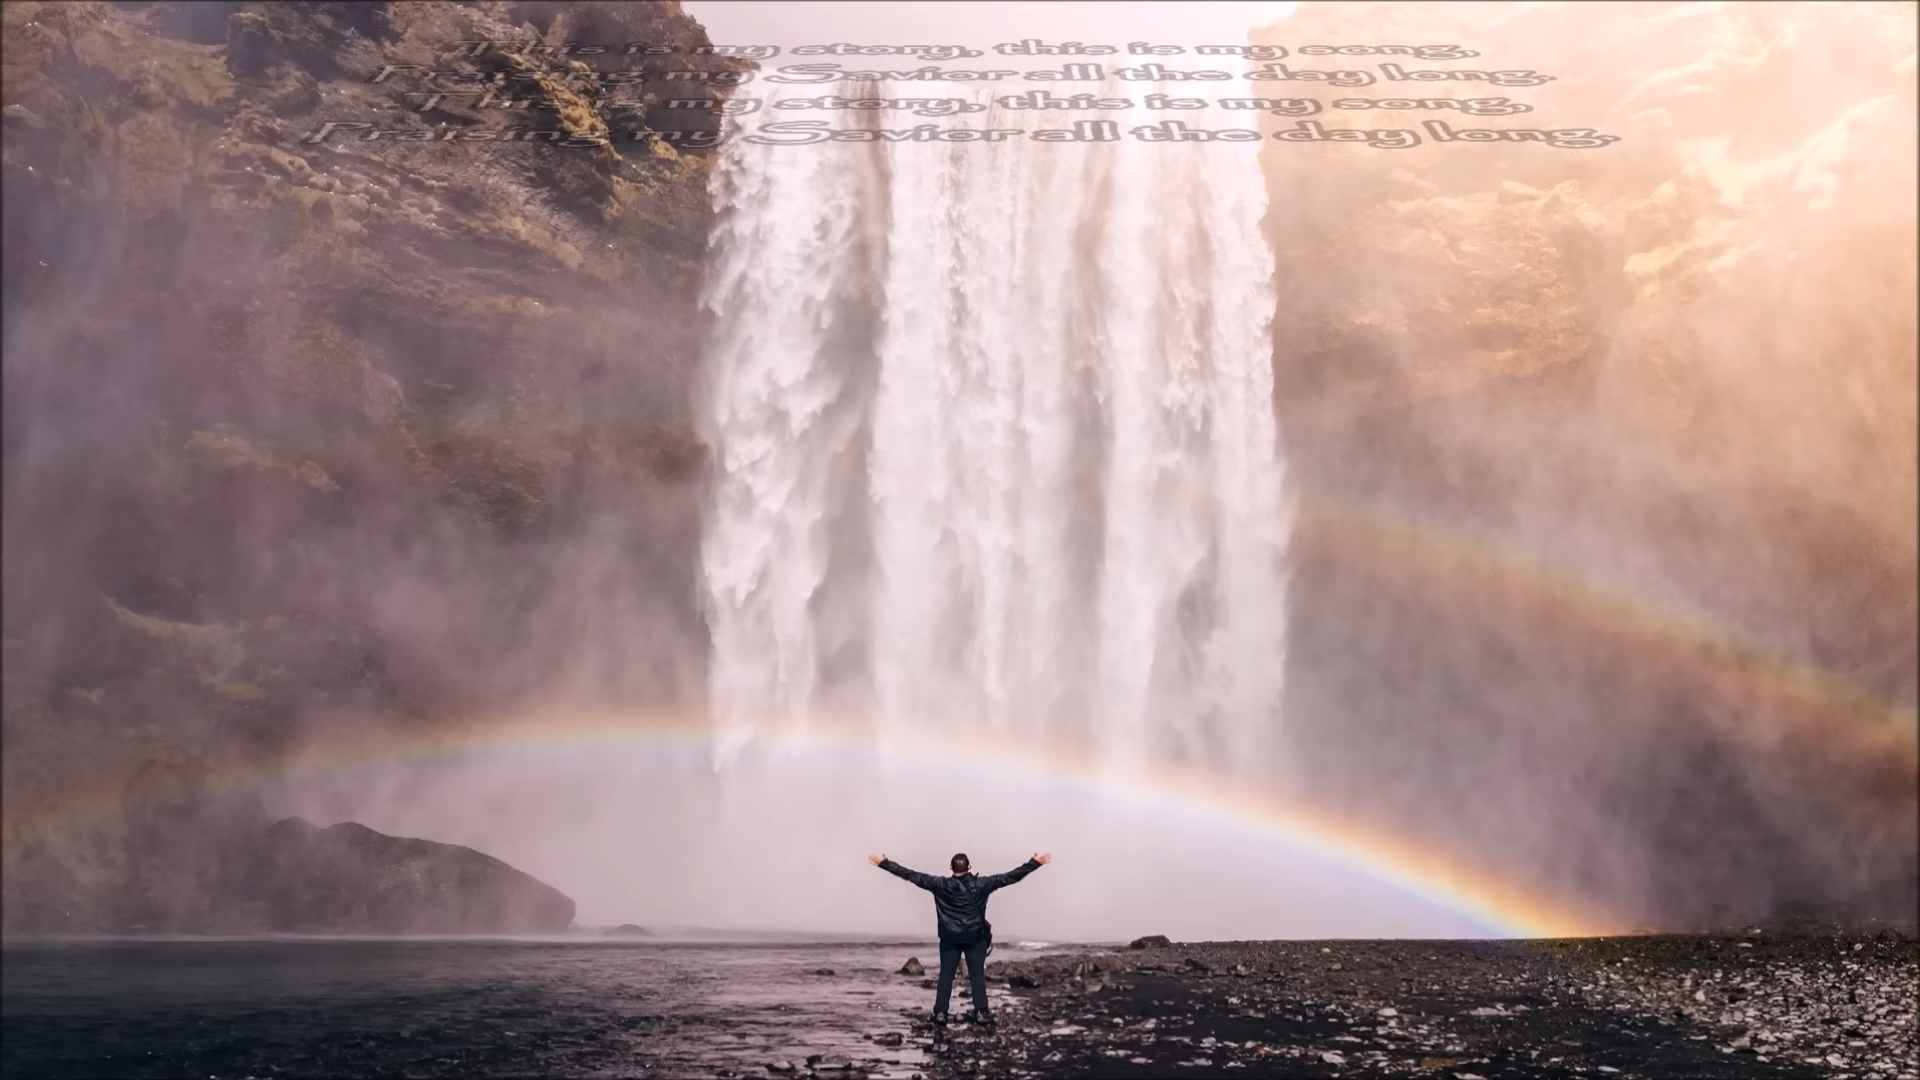 This is my story, this is my song,
Praising my Savior all the day long;
This is my story, this is my song,
Praising my Savior all the day long.